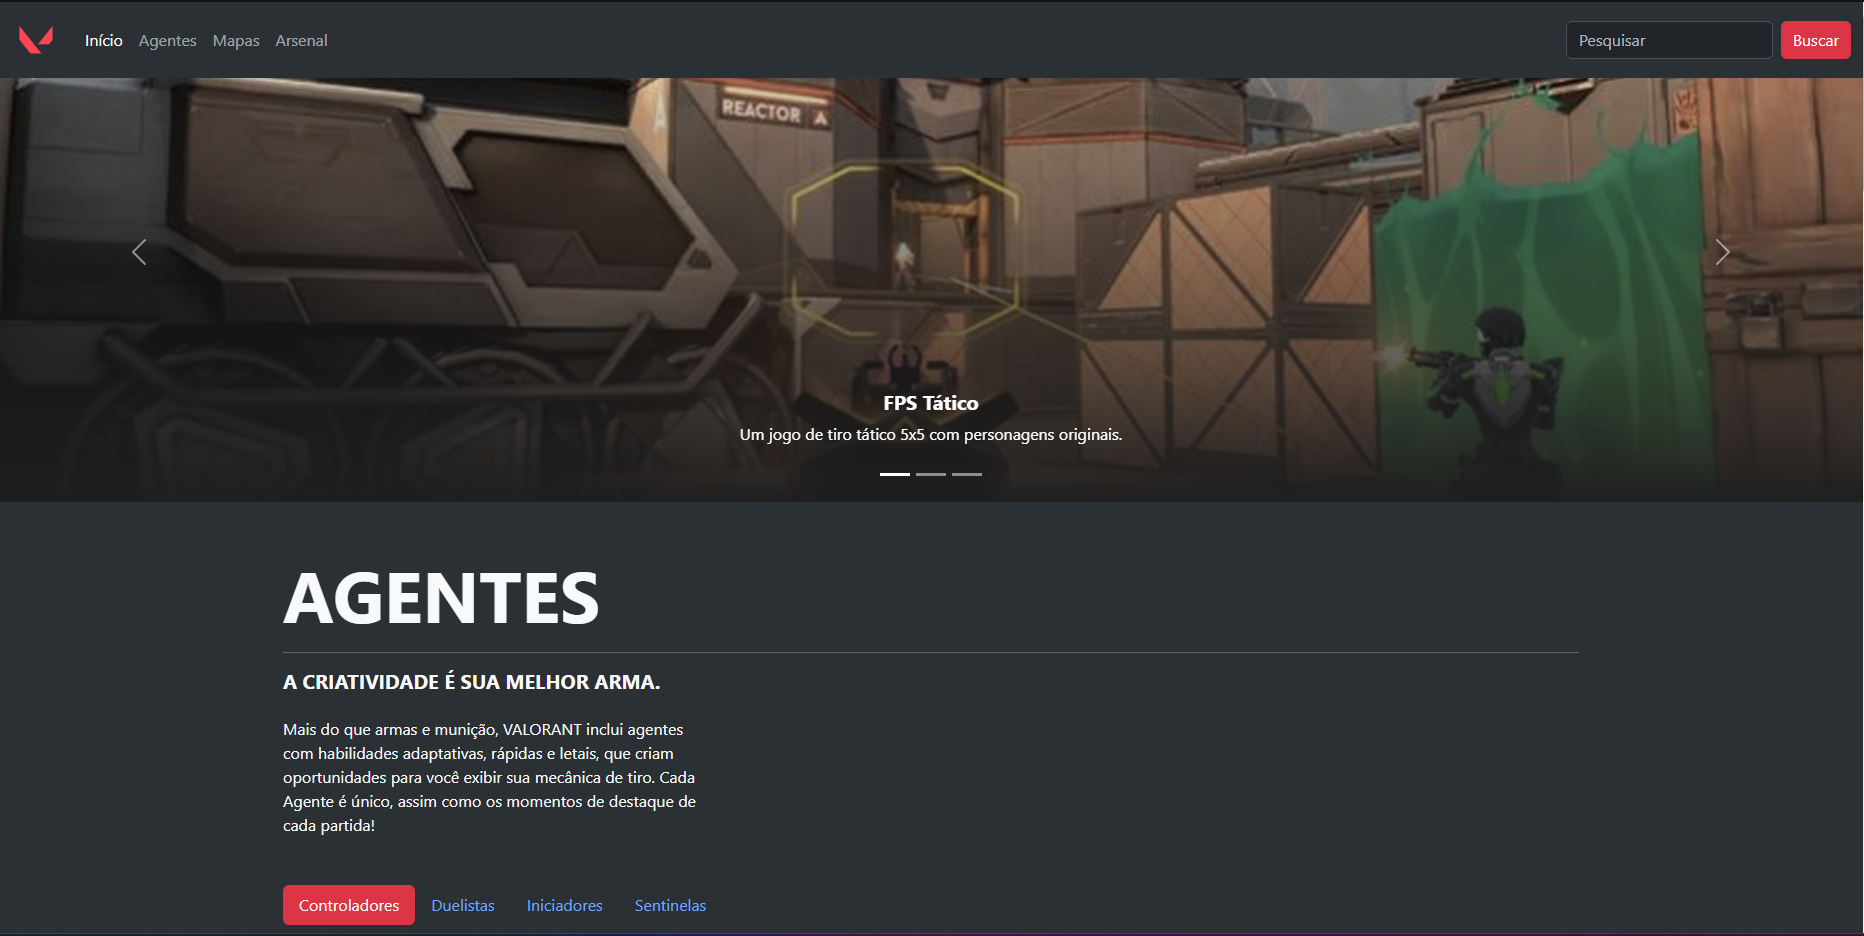 Início Agentes Mapas Arsenal Pesquisar Buscar
REACTOR A
A
FPS Tático
Um jogo de tiro tático 5x5 com personagens originais.
AGENTES
A CRIATIVIDADE É SUA MELHOR ARMA.
Mais do que armas e munição, VALORANT inclui agentes
com habilidades adaptativas, rápidas e letais, que criam
oportunidades para você exibir sua mecânica de tiro. Cada
Agente é único, assim como os momentos de destaque de
cada partida!
Controladores Duelistas Iniciadores Sentinelas